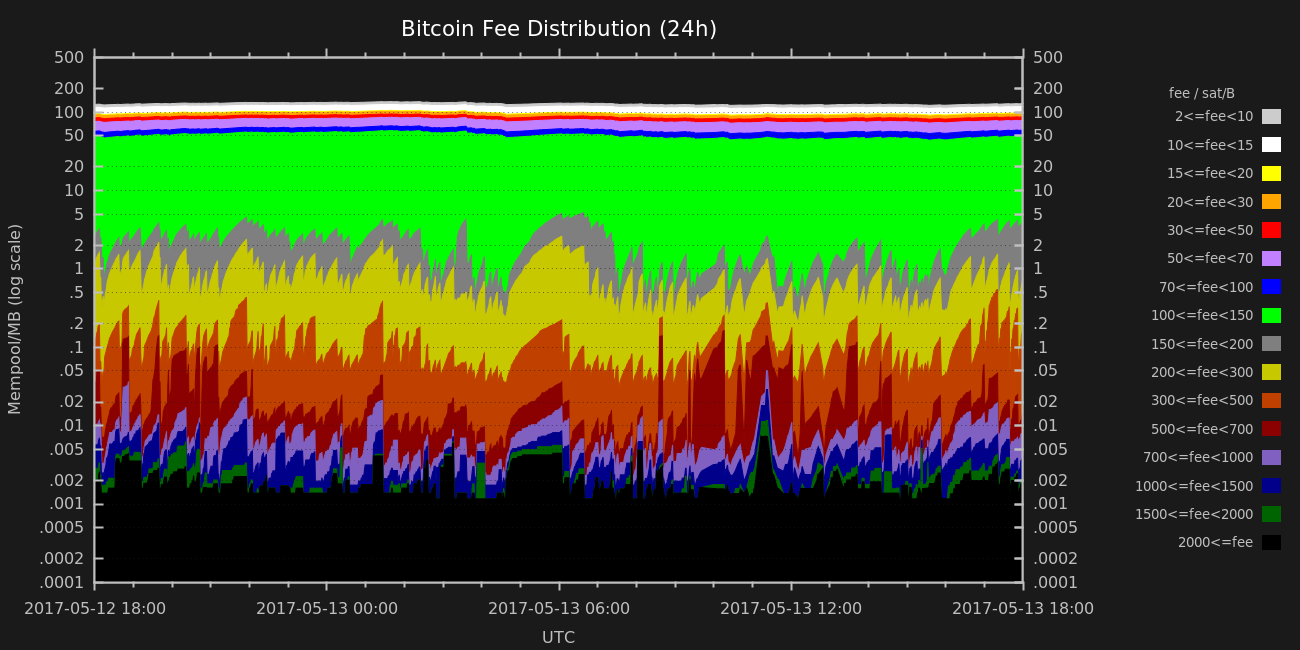 Bitcoin Fee Distribution (24h)
Mempool/MB (log scale)
500
200
100
50
20
10
5
2
1
.5
.2
.1
.05
.02
.01
.005
.002
.001
.0005
.0002
.0001
500
200
100
50
20
10
5
2
1
.5
.2
.1
.05
.02
.01
.005
.002
.001
.0005
.0002
.0001
2017-05-12 18:00 2017-05-13 00:00 2017-05-13 06:00 2017-05-13 12:00 2017-05-13 18:00
UTC
fee / sat/B
2<=fee<10
10<=fee<15
15<=fee<20
20<=fee<30
30<=fee<50
50<=fee<70
70<=fee<100
100<=fee<150
150<=fee<200
200<=fee<300
300<=fee<500
500<=fee<700
700<=fee<1000
1000<=fee<1500
1500<=fee<2000
2000<=fee